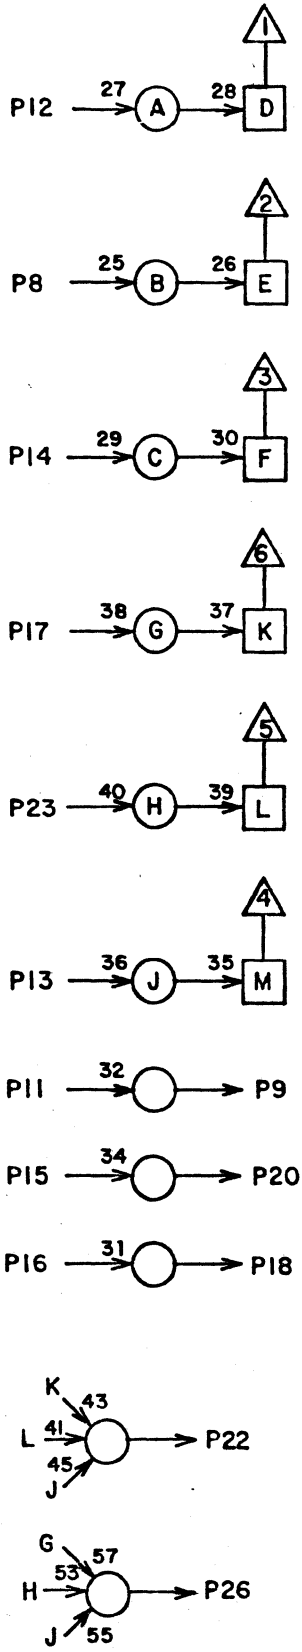 1
P12 27 A 28 D
2
P8 25 B 26 E
3
P14 29 C 30 F
6
P17 38 G 37 K
5
P23 40 H 39 L
4
P13 36 J 35 M
P11 32 P9
P15 34 P20
P16 31 P18
K 43
L 41 P22
45
J
G 57
H 53 P26
J 55